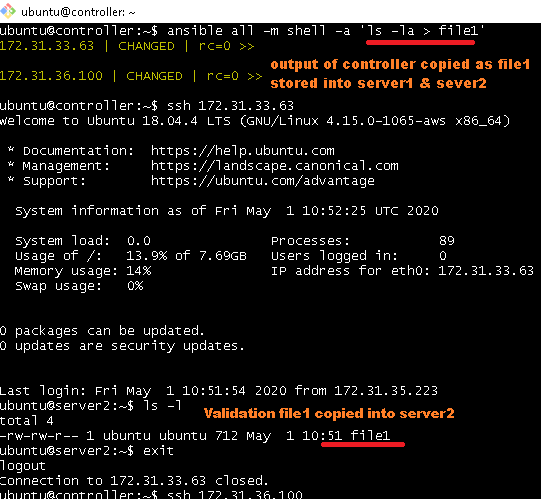 ubuntu@controller: ~
ubuntu@controller:~$ ansible all -m shell -a 'ls -la > file1'
172.31.33.63 | CHANGED | rc=0 >>
output of controller copied as file1
172.31.36.100 | CHANGED | rc=0 >>
stored into server1 & sever2
ubuntu@controller:~$ ssh 172.31.33.63
Welcome to Ubuntu 18.04.4 LTS (GNU/Linux 4.15.0-1065-aws x86_64)
* Documentation: https://help.ubuntu.com
* Management: https://landscape.canonical.com
* Support: https://ubuntu.com/advantage
System information as of Fri May 1 10:52:25 UTC 2020
System load: 0.0 Processes: 89
Usage of /: 13.9% of 7.69GB Users logged in: 0
Memory usage: 14% IP address for eth0: 172.31.33.63
Swap usage: 0%
0 packages can be updated.
0 updates are security updates.
Last login: Fri May 1 10:51:54 2020 from 172.31.35.223
ubuntu@server2:~$ ls -l
Validation file1 copied into server2
total 4
-rw-rw-r-- 1 ubuntu ubuntu 712 May 1 10:51 file1
ubuntu@server2:~$ exit
logout
Connection to 172.31.33.63 closed.
ubuntu@controller:~$ ssh 172.31.36.100